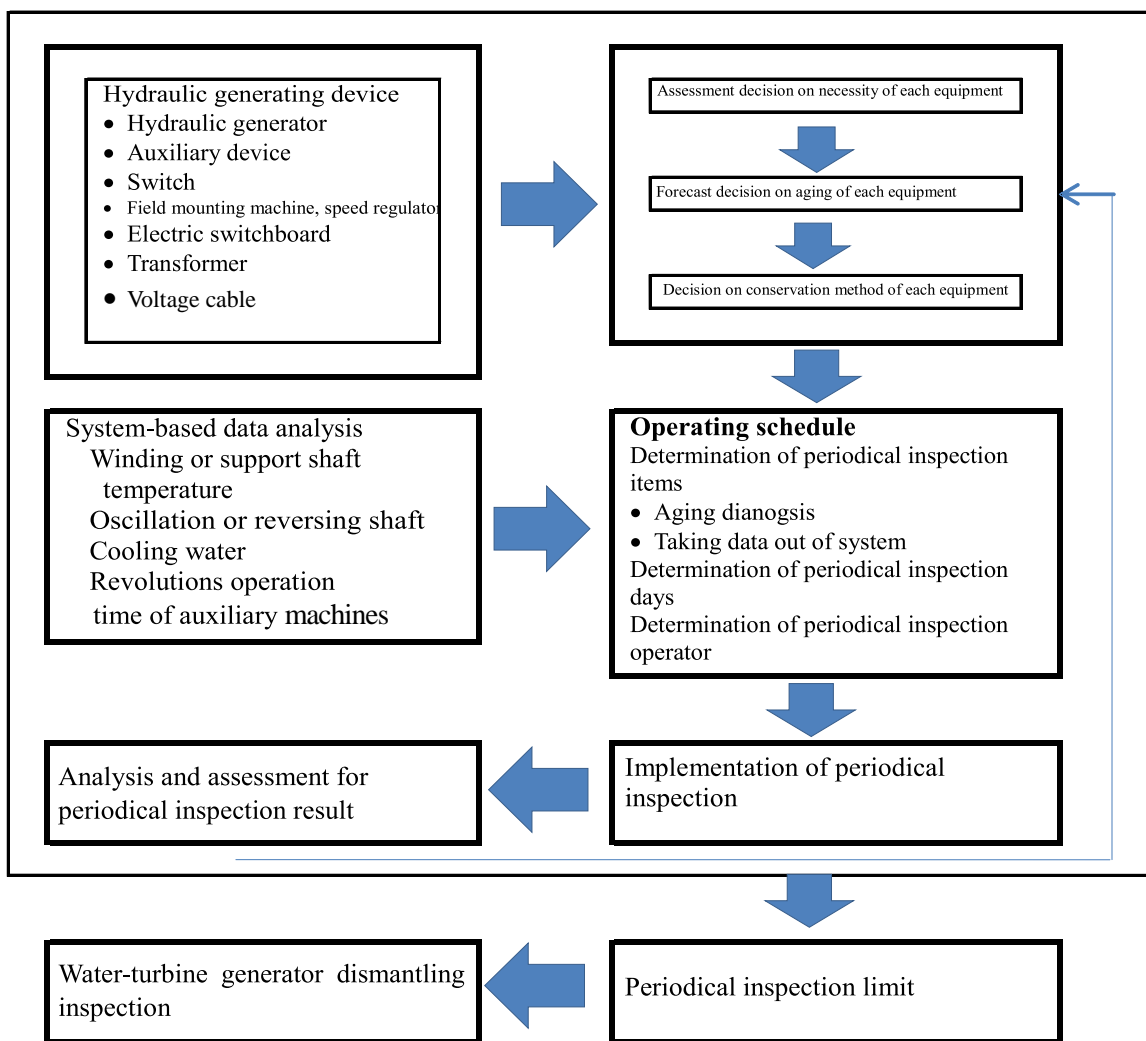 Hydraulic generating device
• Hydraulic generator
• Auxiliary device
• Switch
• Field mounting machine, speed regulator
• Electric switchboard
• Transformer
• Voltage cable
Assessment decision on necessity of each equipment
Forecast decision on aging of each equipment
Decision on conservation method of each equipment
System-based data analysis
Winding or support shaft
temperature
Oscillation or reversing shaft
Cooling water
Revolutions operation
time of auxiliary machines
Operating schedule
Determination of periodical inspection
items
• Aging dianogsis
• Taking data out of system
Determination of periodical inspection
days
Determination of periodical inspection
operator
Analysis and assessment for
periodical inspection result
Implementation of periodical
inspection
Water-turbine generator dismantling
inspection
Periodical inspection limit